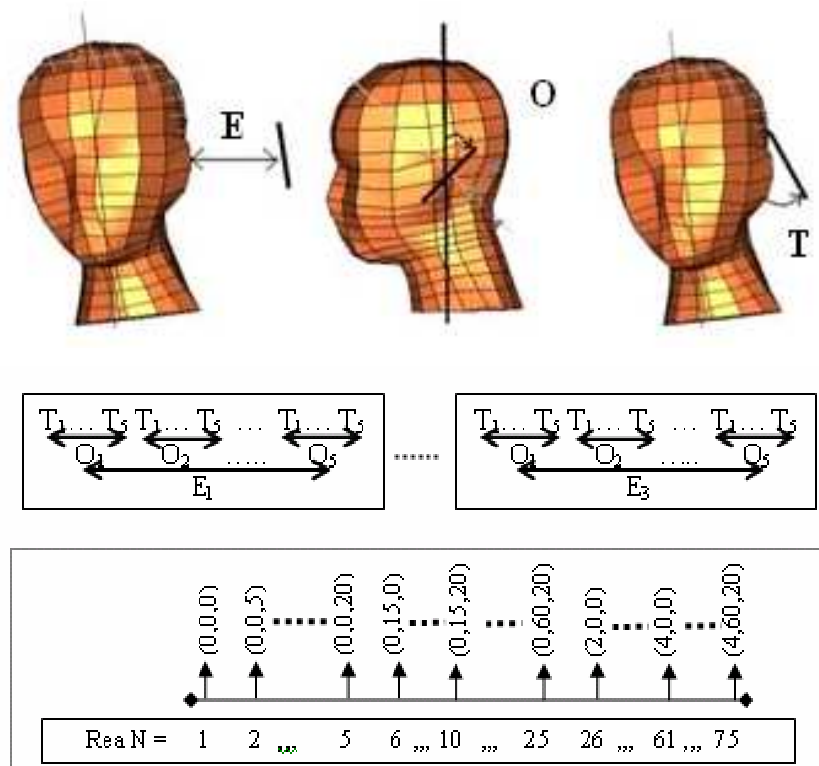 E
O
T
T1.... T5 T1.... T5 ... T1.... T5 T1.... T5 T1.... T5 ... T1.... T5
O1 O2 ..... O5 ...... O1 O2 ..... O5
E1 E3
(0,0,0) (0,0,5) (0,0,20) (0,15,0) (0,15,20) (0,60,20) (2,0,0) (4,0,0) (4,60,20)
Rea N = 1 2 ,,, 5 6 ,,, 10 ,,, 25 26 ,,, 61 ,,, 75